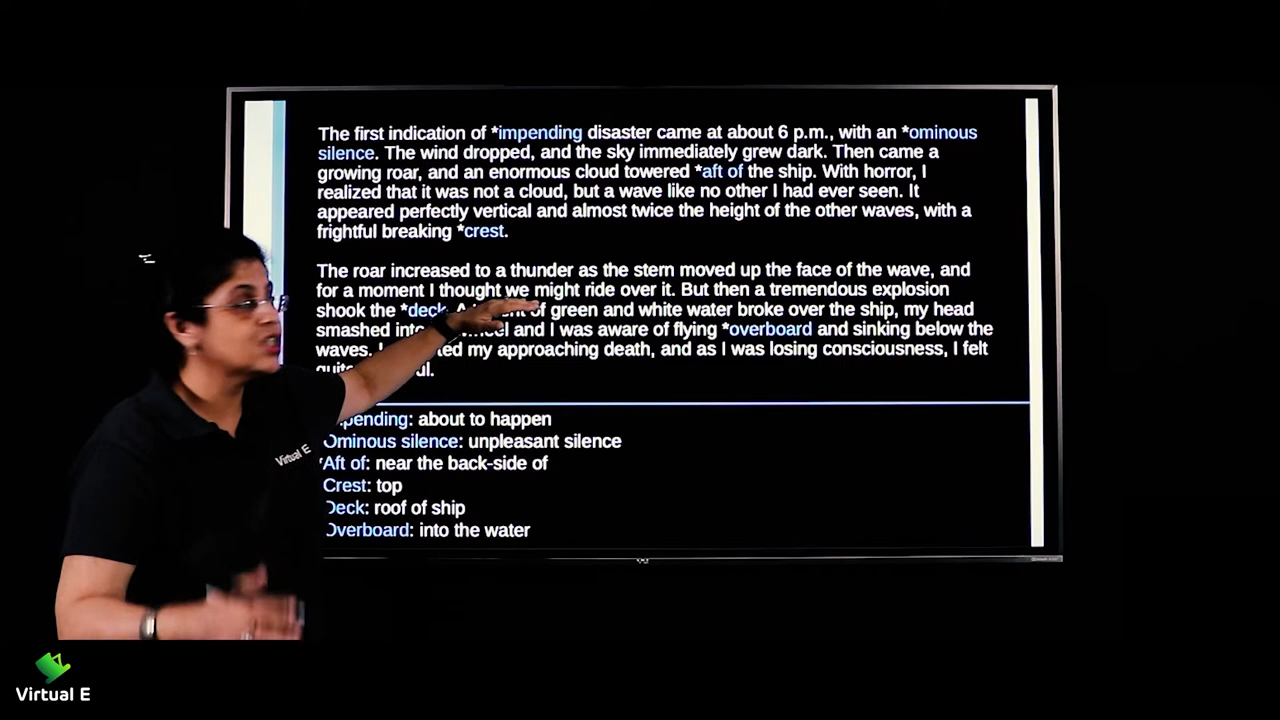 The first indication of *impending disaster came at about 6 p.m., with an *ominous
silence. The wind dropped, and the sky immediately grew dark. Then came a
growing roar, and an enormous cloud towered *aft of the ship. With horror, I
realized that it was not a cloud, but a wave like no other I had ever seen. It
appeared perfectly vertical and almost twice the height of the other waves, with a
frightful breaking *crest.
The roar increased to a thunder as the stern moved up the face of the wave, and
for a moment I thought we might ride over it. But then a tremendous explosion
shook the *deck. A of green and white water broke over the ship, my head
smashed into and I was aware of flying *overboard and sinking below the
waves. I my approaching death, and as I was losing consciousness, I felt
about to happen
Ominous silence: unpleasant silence
Aft of: near the back-side of
Crest: top
Deck: roof of ship
Overboard: into the water
Virtual E
Virtual E